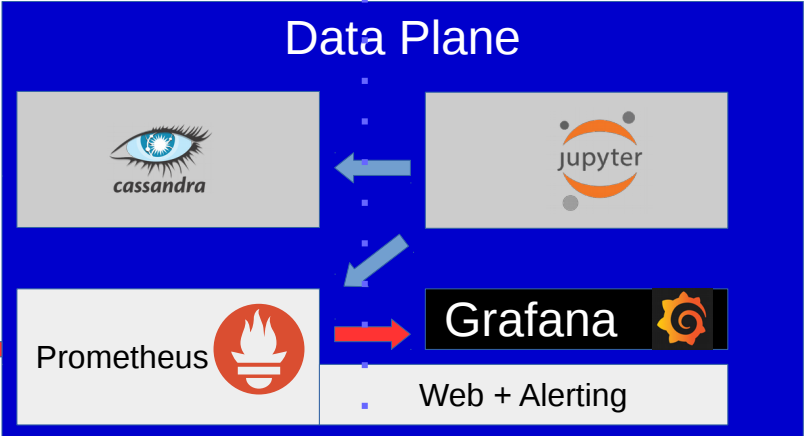 Data Plane
cassandra
jupyter
Prometheus
Grafana
Web + Alerting